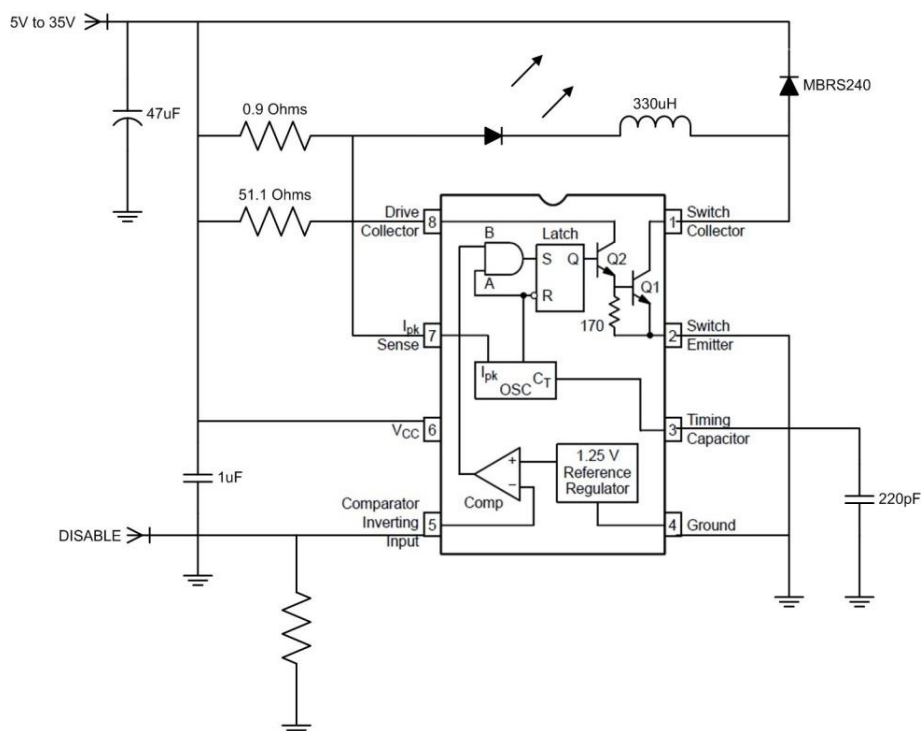 5V to 35V
MBRS240
47uF
0.9 Ohms
330uH
51.1 Ohms
Drive
Collector
8
B
A
Latch
S
Q
R
Q2
Q1
170
1
Switch
Collector
Ipk
Sense
7
2
Switch
Emitter
Ipk
OSC
CT
VCC
6
3
Timing
Capacitor
1uF
220pF
1.25 V
Reference
Regulator
+
−
Comp
Comparator
Inverting
Input
5
4
Ground
DISABLE